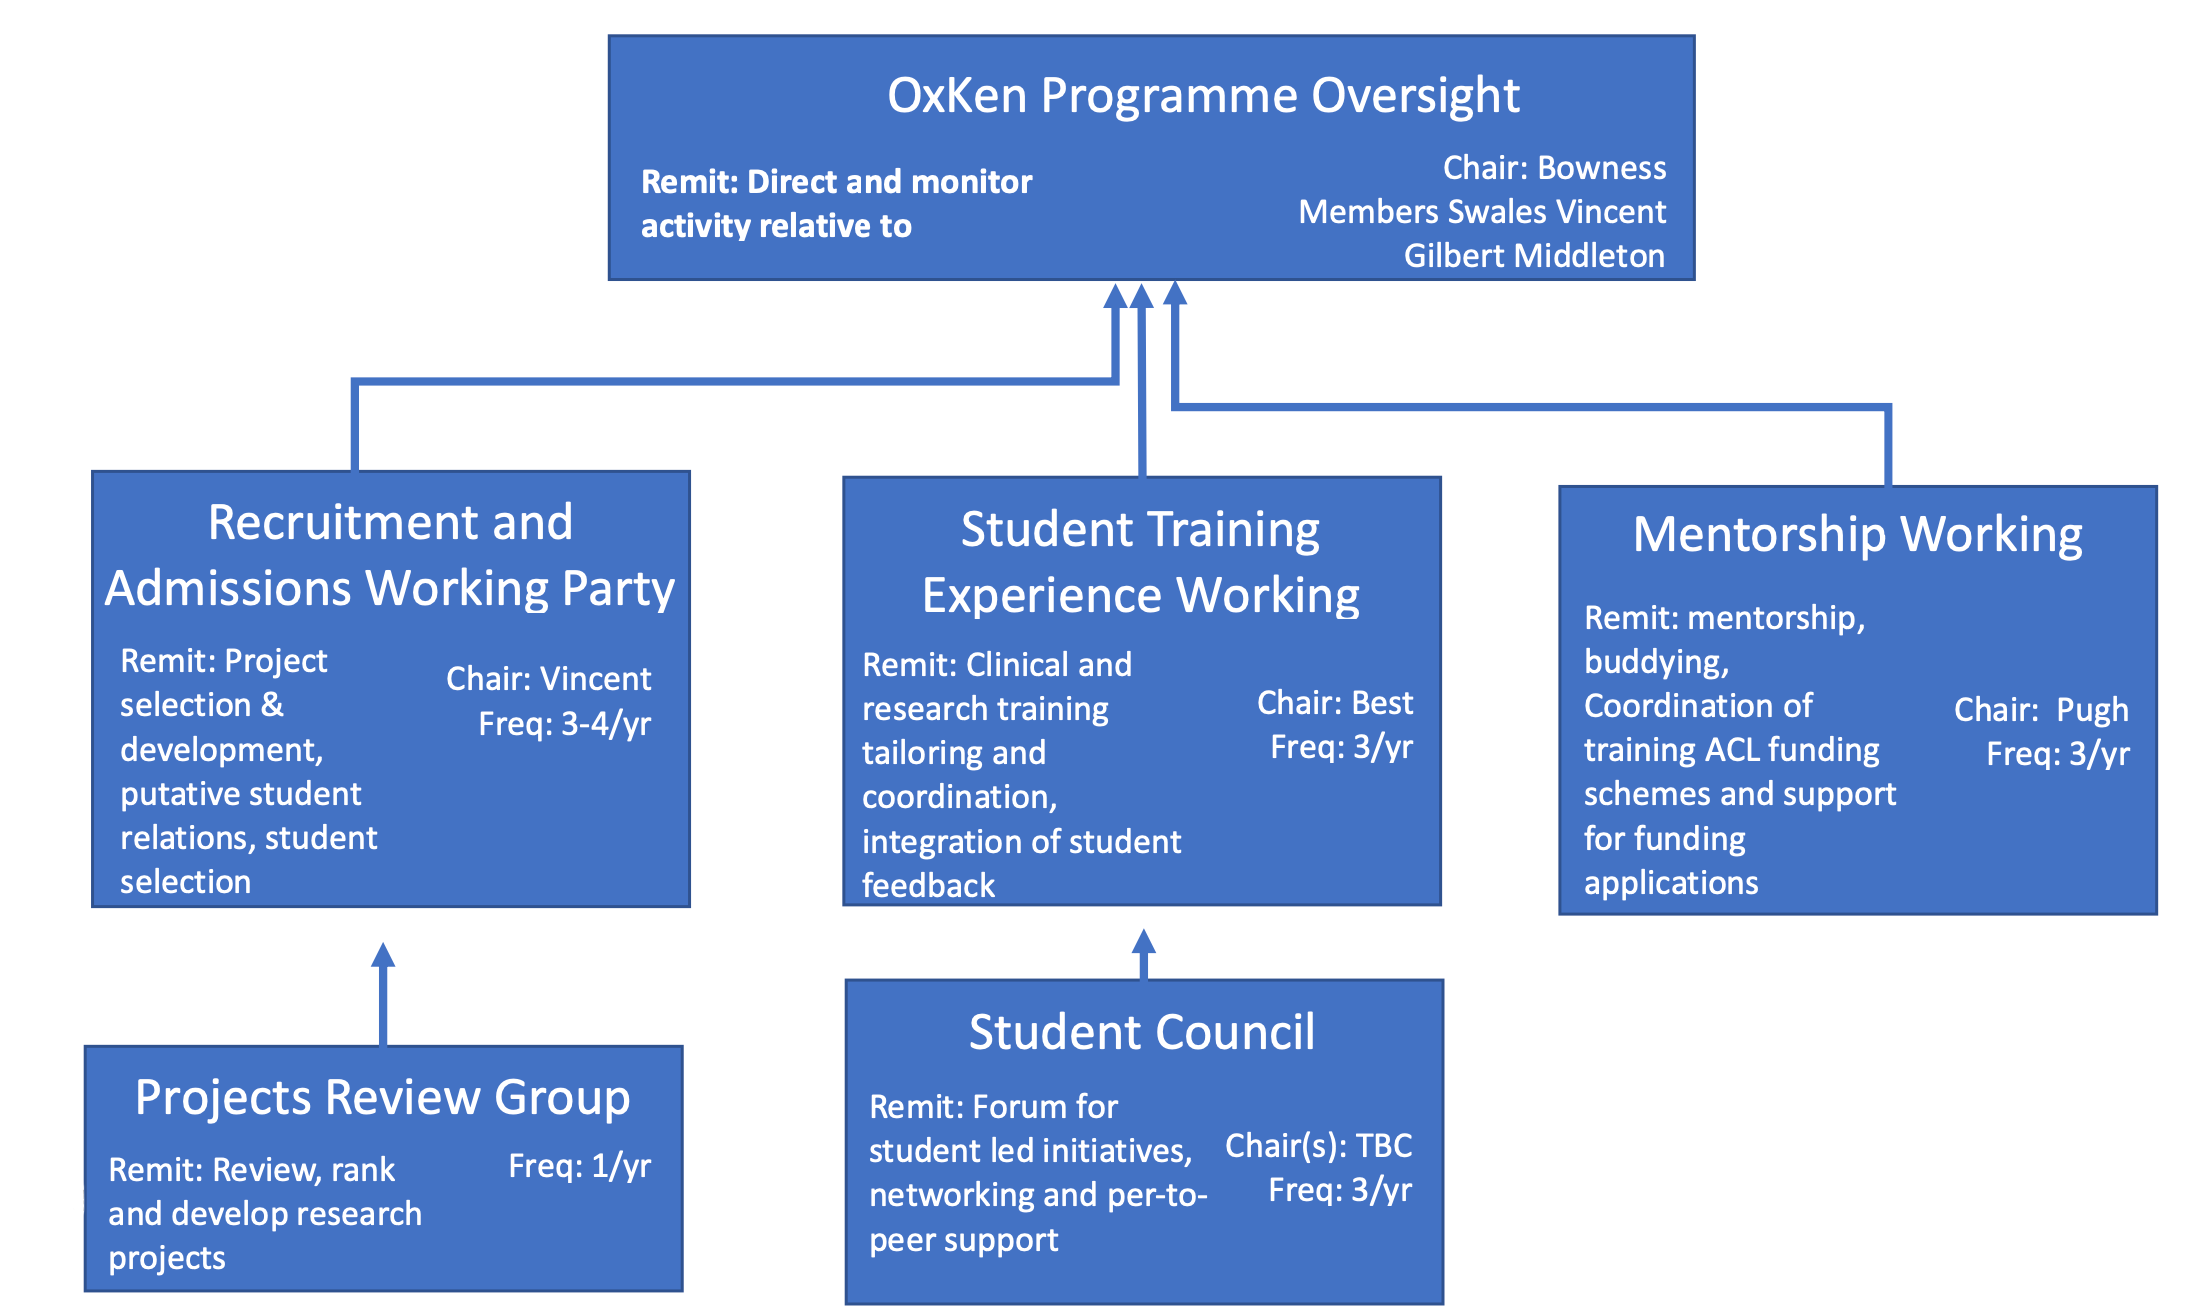 OxKen Programme Oversight
Remit: Direct and monitor
activity relative to
Chair: Bowness
Members Swales Vincent
Gilbert Middleton
Recruitment and
Admissions Working Party
Remit: Project
selection &
development,
putative student
relations, student
selection
Chair: Vincent
Freq: 3-4/yr
Student Training
Experience Working
Remit: Clinical and
research training
tailoring and
coordination,
integration of student
feedback
Chair: Best
Freq: 3/yr
Mentorship Working
Remit: mentorship,
buddying,
Coordination of
training ACL funding
schemes and support
for funding
applications
Chair:  Pugh
Freq: 3/yr
Projects Review Group
Remit: Review, rank
and develop research
projects
Freq: 1/yr
Student Council
Remit: Forum for
student led initiatives,
networking and per-to-
peer support
Chair(s): TBC
Freq: 3/yr